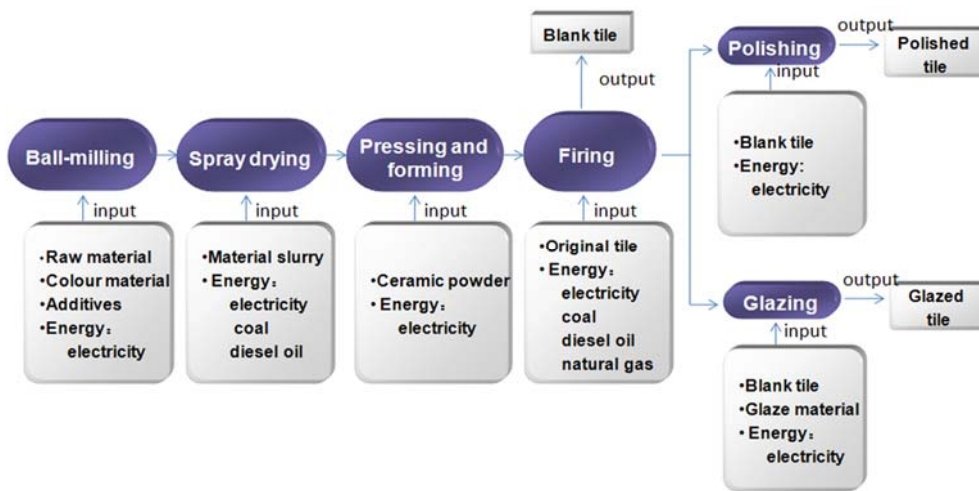 Blank tile
output
Ball-milling
input
·Raw material
•Colour material
•Additives
•Energy：
electricity
Spray drying
input
•Material slurry
•Energy：
electricity
coal
diesel oil
Pressing and
forming
input
•Ceramic powder
•Energy：
electricity
Firing
input
•Original tile
•Energy：
electricity
coal
diesel oil
natural gas
Polishing
output
Polished
tile
input
•Blank tile
•Energy:
electricity
Glazing
output
Glazed
tile
input
•Blank tile
•Glaze material
•Energy：
electricity